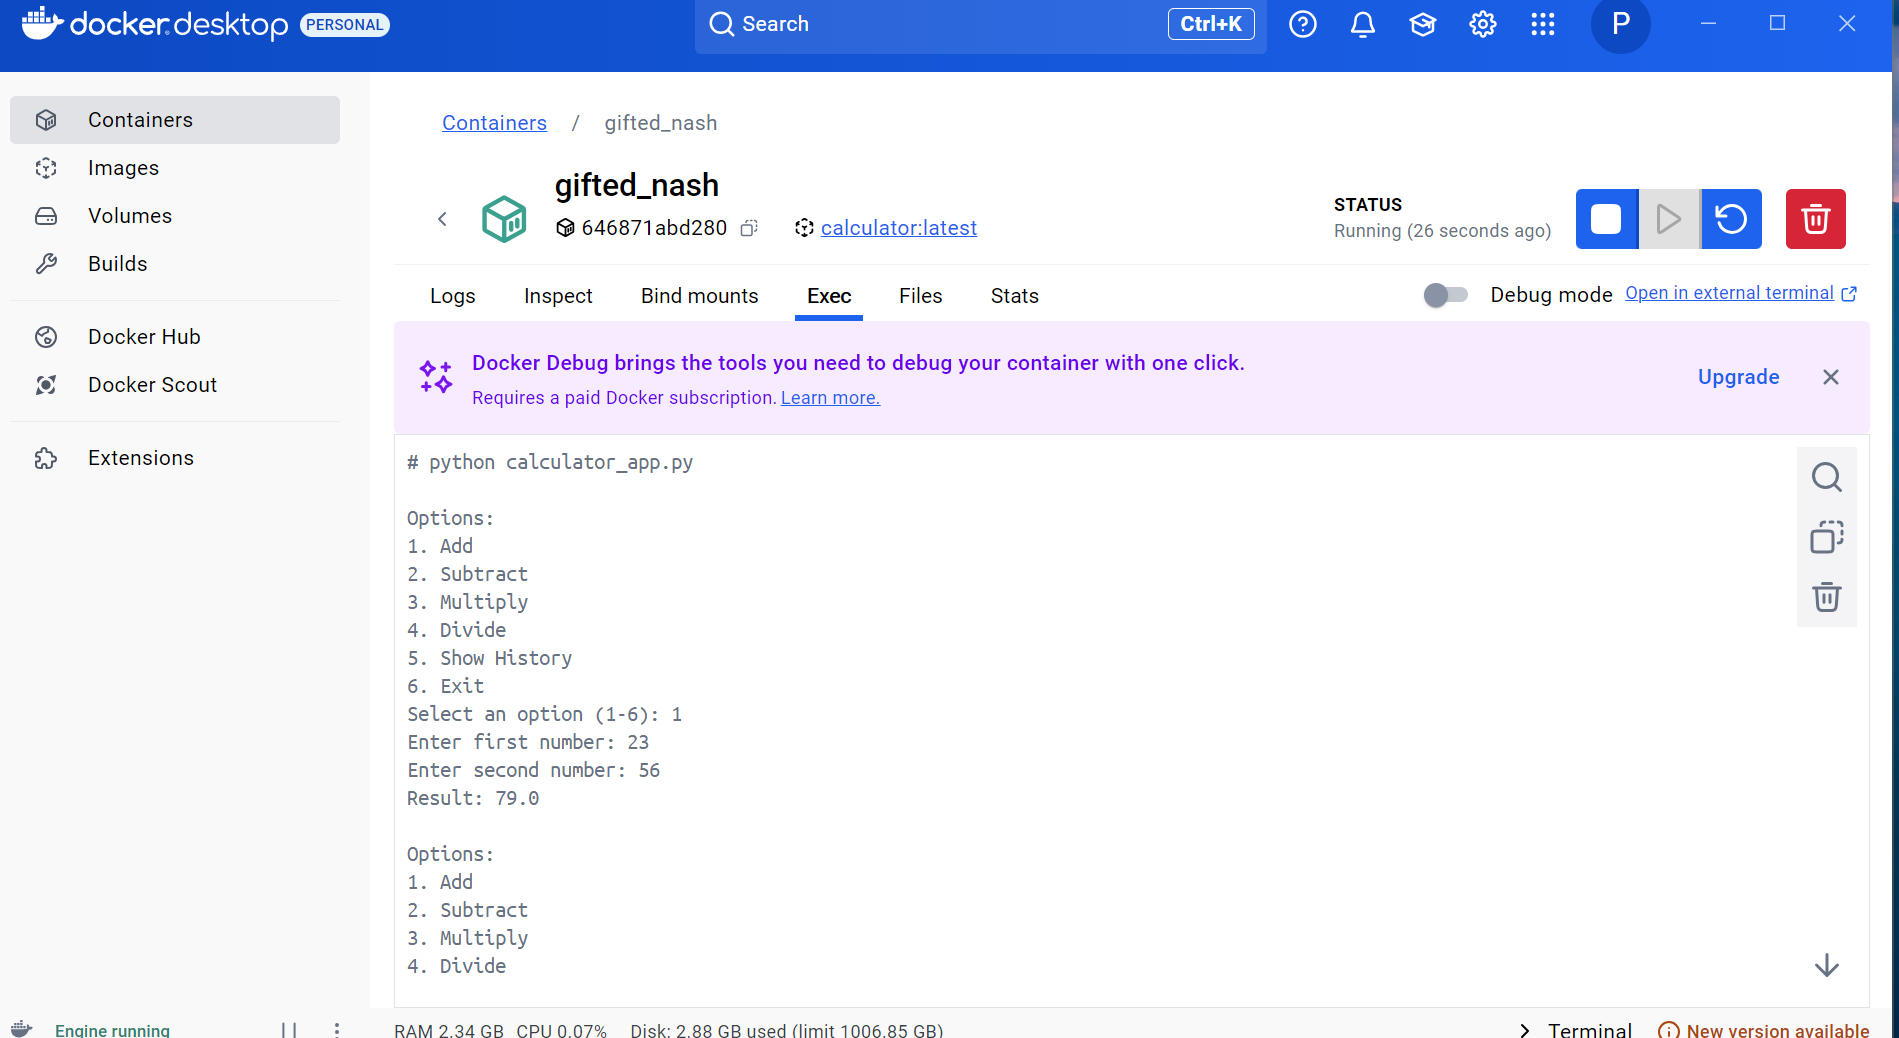 docker.desktop PERSONAL
Search Ctrl+K
P
Containers
Images
Volumes
Builds
Docker Hub
Docker Scout
Extensions
Containers / gifted_nash
gifted_nash
646871abd280 calculator:latest
STATUS
Running (26 seconds ago)
Logs Inspect Bind mounts Exec Files Stats
Debug mode Open in external terminal
Docker Debug brings the tools you need to debug your container with one click.
Requires a paid Docker subscription. Learn more.
Upgrade
# python calculator_app.py
Options:
1. Add
2. Subtract
3. Multiply
4. Divide
5. Show History
6. Exit
Select an option (1-6): 1
Enter first number: 23
Enter second number: 56
Result: 79.0
Options:
1. Add
2. Subtract
3. Multiply
4. Divide
Engine running
RAM 2.34 GB CPU 0.07% Disk: 2.88 GB used (limit 1006.85 GB)
Terminal
New version available